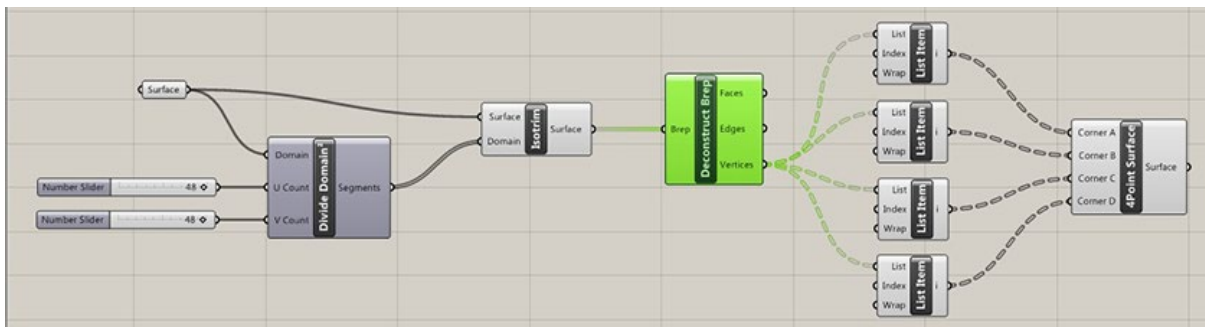 Surface
Number Slider 48
Number Slider 48
Domain
U Count
V Count
Divide Domain²
Segments
Surface
Domain
Isotrim
Surface
Brep
Deconstruct Brep
Faces
Edges
Vertices
List
Index
Wrap
List Item
i
List
Index
Wrap
List Item
i
List
Index
Wrap
List Item
i
List
Index
Wrap
List Item
i
Corner A
Corner B
Corner C
Corner D
4Point Surface
Surface